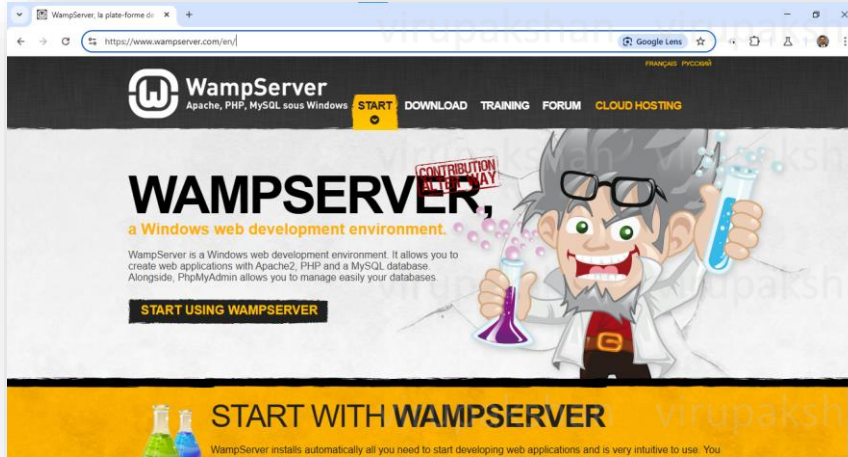 WampServer, la plate-forme de
https://www.wampserver.com/en/
Google Lens
FRANÇAIS РУССКИЙ
WampServer
Apache, PHP, MySQL sous Windows
START DOWNLOAD TRAINING FORUM CLOUD HOSTING
CONTRIBUTION
ALTER WAY
WAMPSERVER,
a Windows web development environment.
WampServer is a Windows web development environment. It allows you to
create web applications with Apache2, PHP and a MySQL database.
Alongside, PhpMyAdmin allows you to manage easily your databases.
START USING WAMPSERVER
START WITH WAMPSERVER
WampServer installs automatically all you need to start developing web applications and is very intuitive to use. You
virupakshan